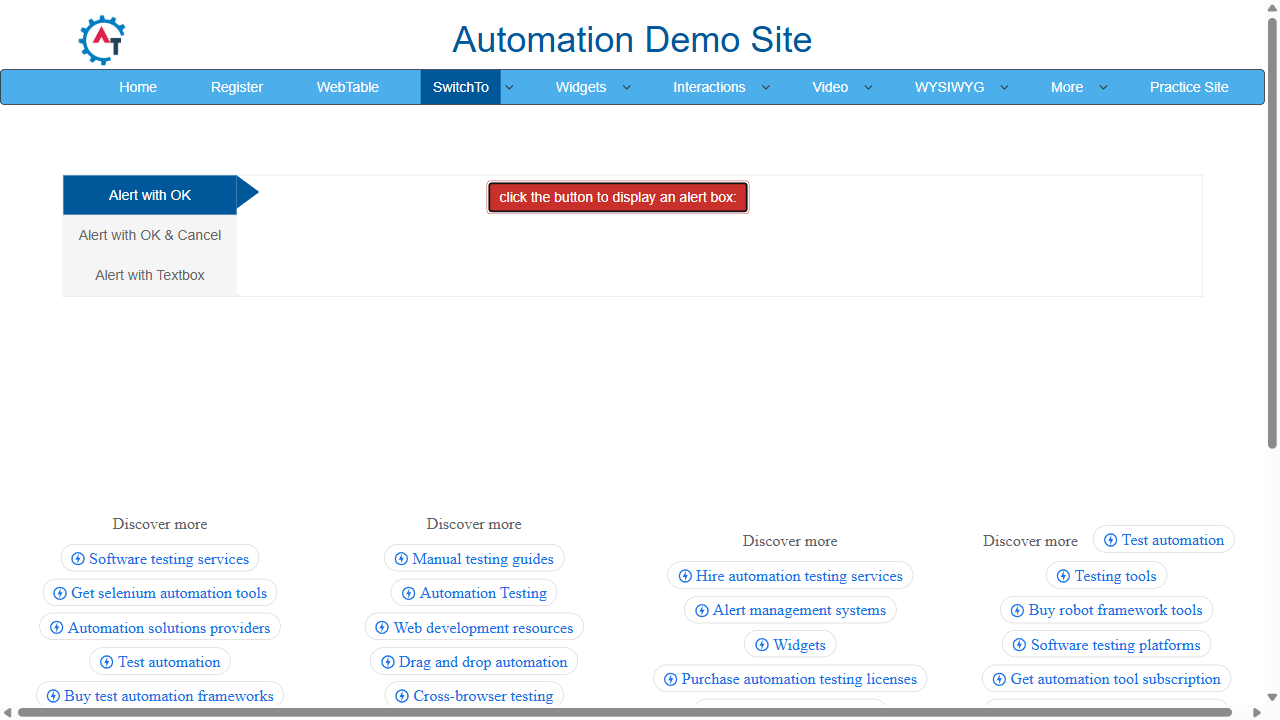 AT
Automation Demo Site
Home Register WebTable SwitchTo Widgets Interactions Video WYSIWYG More Practice Site
Alert with OK
click the button to display an alert box:
Alert with OK & Cancel
Alert with Textbox
Discover more
Software testing services
Get selenium automation tools
Automation solutions providers
Test automation
Buy test automation frameworks
Discover more
Manual testing guides
Automation Testing
Web development resources
Drag and drop automation
Cross-browser testing
Discover more
Hire automation testing services
Alert management systems
Widgets
Purchase automation testing licenses
Discover more Test automation
Testing tools
Buy robot framework tools
Software testing platforms
Get automation tool subscription